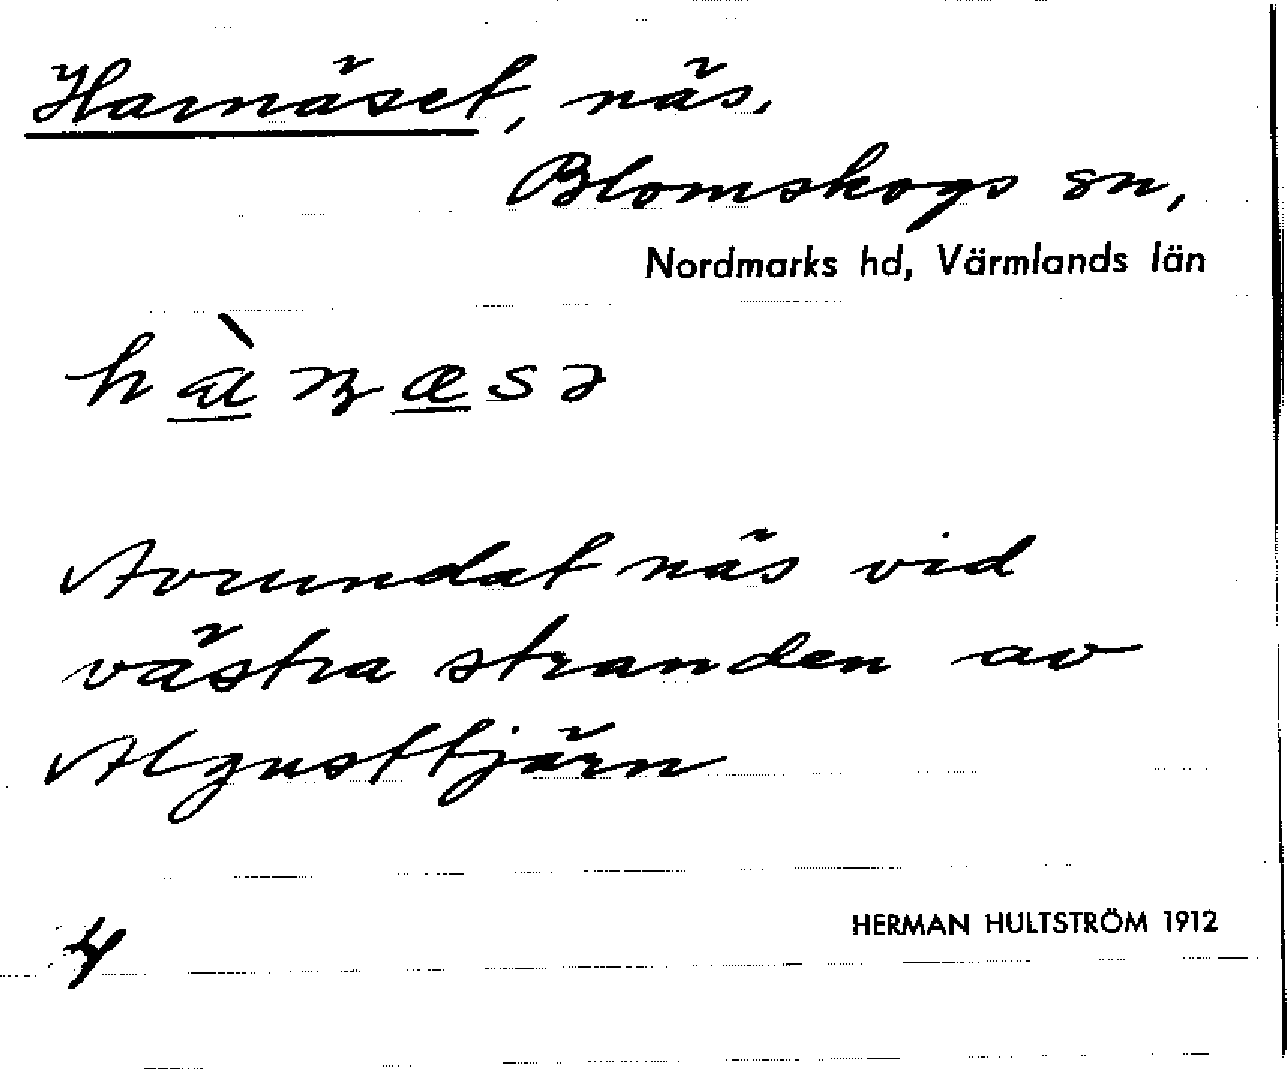 Harnäset, näs,
Blomskogs sn,
Nordmarks hd, Värmlands län
hàɳæsə
Avrundat näs vid
västra stranden av
Algusttjärn
HERMAN HULTSTRÖM 1912
4